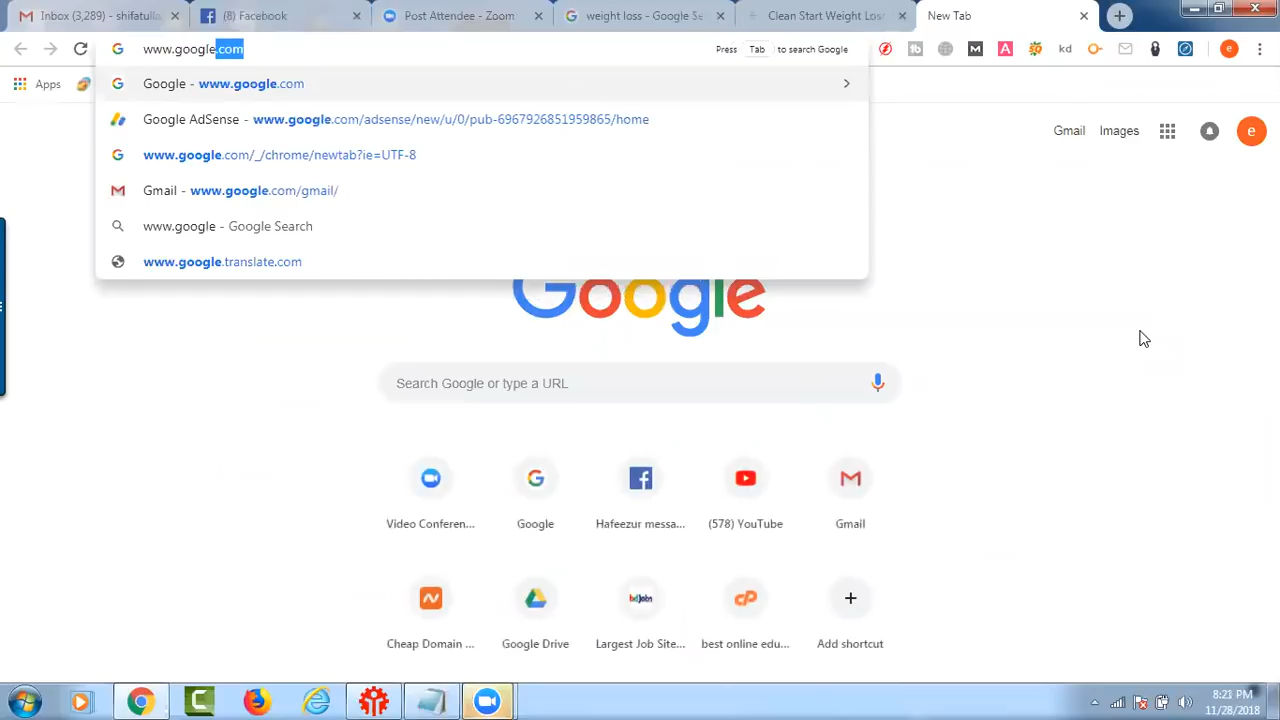 Inbox (3,289) - shifatulla
(8) Facebook
Post Attendee - Zoom
weight loss - Google Se
Clean Start Weight Los
New Tab
www.google.com
Press Tab to search Google
kd
e
Apps
Google - www.google.com
Google AdSense - www.google.com/adsense/new/u/0/pub-6967926851959865/home
www.google.com/_/chrome/newtab?ie=UTF-8
Gmail - www.google.com/gmail/
www.google - Google Search
www.google.translate.com
Gmail
Images
e
Google
Search Google or type a URL
Video Conferen...
Google
Hafeezur messa...
(578) YouTube
Gmail
bdjobs
Cheap Domain ...
Google Drive
Largest Job Site...
best online edu...
Add shortcut
8:21 PM
11/28/2018